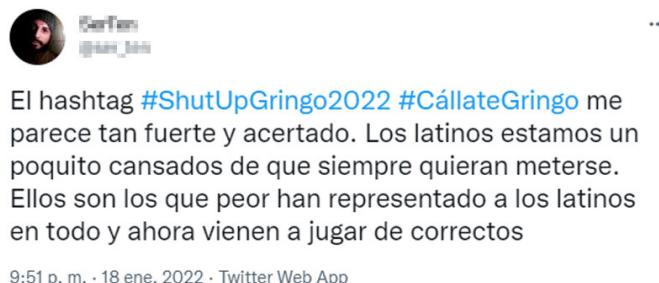 El hashtag #ShutUpGringo2022 #CállateGringo me
parece tan fuerte y acertado. Los latinos estamos un
poquito cansados de que siempre quieran meterse.
Ellos son los que peor han representado a los latinos
en todo y ahora vienen a jugar de correctos
9:51 p. m. · 18 ene. 2022 · Twitter Web App